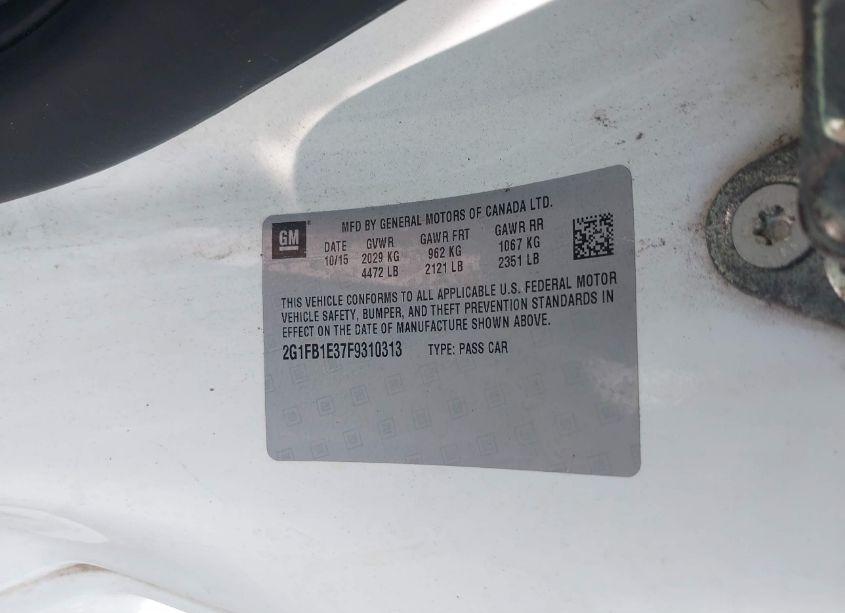 GM ®
MFD BY GENERAL MOTORS OF CANADA LTD.
DATE GVWR GAWR FRT GAWR RR
10/15 2029 KG 962 KG 1067 KG
4472 LB 2121 LB 2351 LB
THIS VEHICLE CONFORMS TO ALL APPLICABLE U.S. FEDERAL MOTOR
VEHICLE SAFETY, BUMPER, AND THEFT PREVENTION STANDARDS IN
EFFECT ON THE DATE OF MANUFACTURE SHOWN ABOVE.
2G1FB1E37F9310313 TYPE: PASS CAR